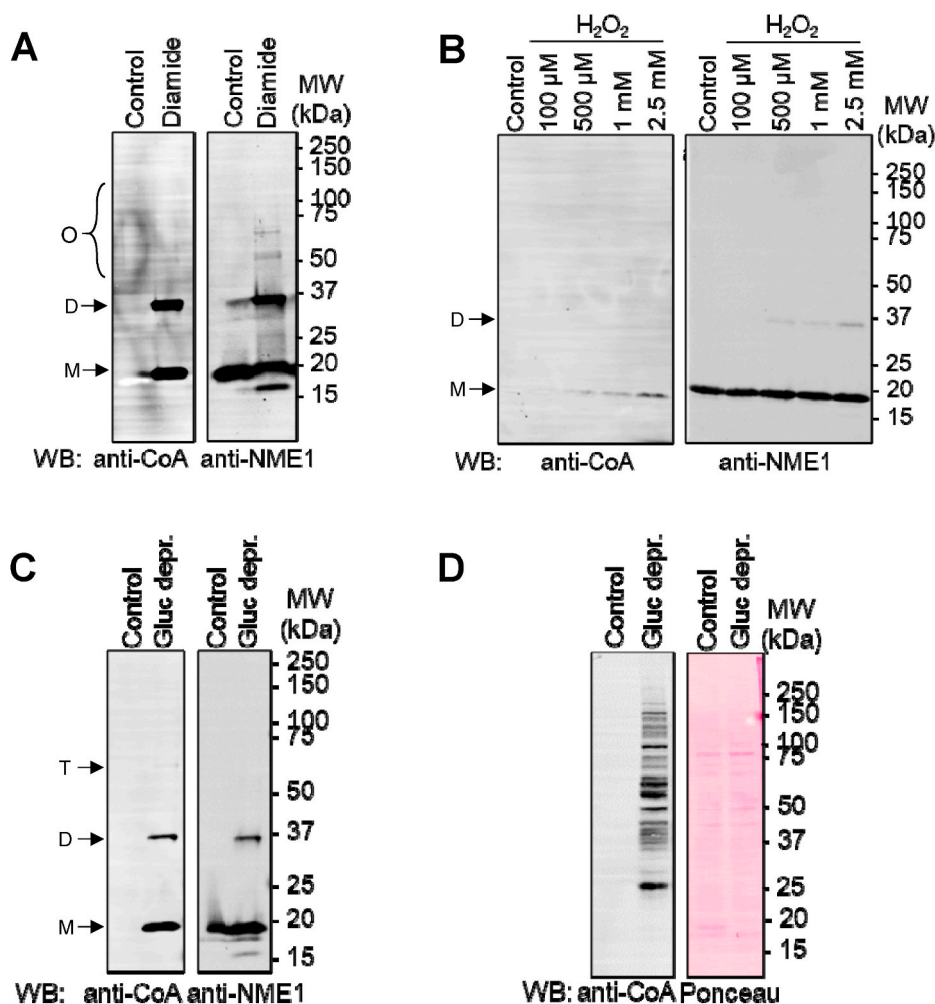 A
Control
Diamide
Control
Diamide
MW
(kDa)
250
150
100
75
50
37
25
20
15
O
D
M
WB: anti-CoA anti-NME1
B
H2O2
H2O2
Control
100 µM
500 µM
1 mM
2.5 mM
Control
100 µM
500 µM
1 mM
2.5 mM
MW
(kDa)
250
150
100
75
50
37
25
20
15
D
M
WB: anti-CoA anti-NME1
C
Control
Gluc depr.
Control
Gluc depr.
MW
(kDa)
250
150
100
75
50
37
25
20
15
T
D
M
WB: anti-CoA anti-NME1
D
Control
Gluc depr.
Control
Gluc depr.
MW
(kDa)
250
150
100
75
50
37
25
20
15
WB: anti-CoA Ponceau